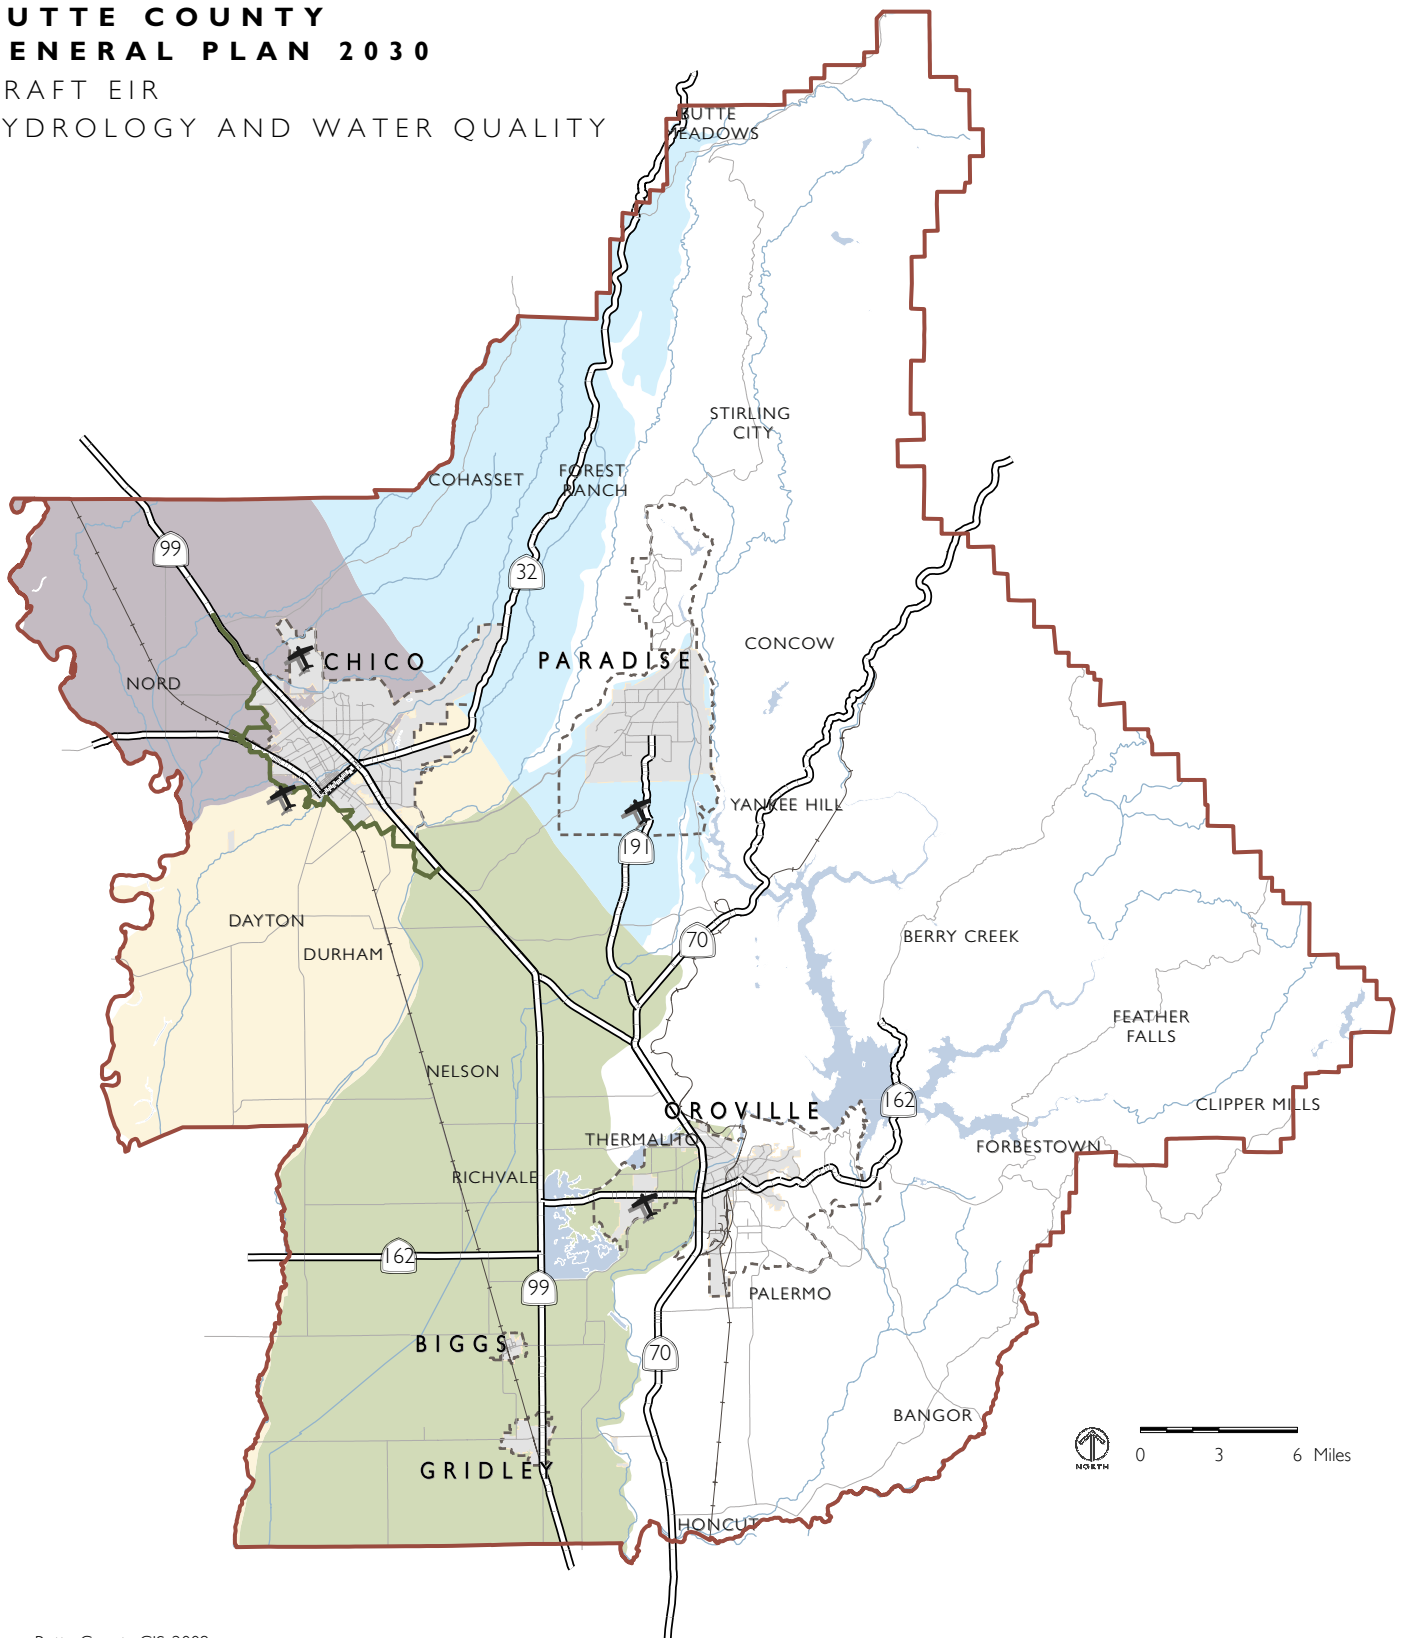 UTTE COUNTY
ENERAL PLAN 2030
RAFT EIR
YDROLOGY AND WATER QUALITY
BUTTE
MEADOWS
STIRLING
CITY
COHASSET
FOREST
RANCH
99
32
CHICO
PARADISE
CONCOW
NORD
YANKEE HILL
191
DAYTON
DURHAM
70
BERRY CREEK
FEATHER
FALLS
NELSON
OROVILLE
162
CLIPPER MILLS
THERMALITO
FORBESTOWN
RICHVALE
162
99
PALERMO
BIGGS
70
BANGOR
NORTH
0 3 6 Miles
GRIDLEY
HONCUT